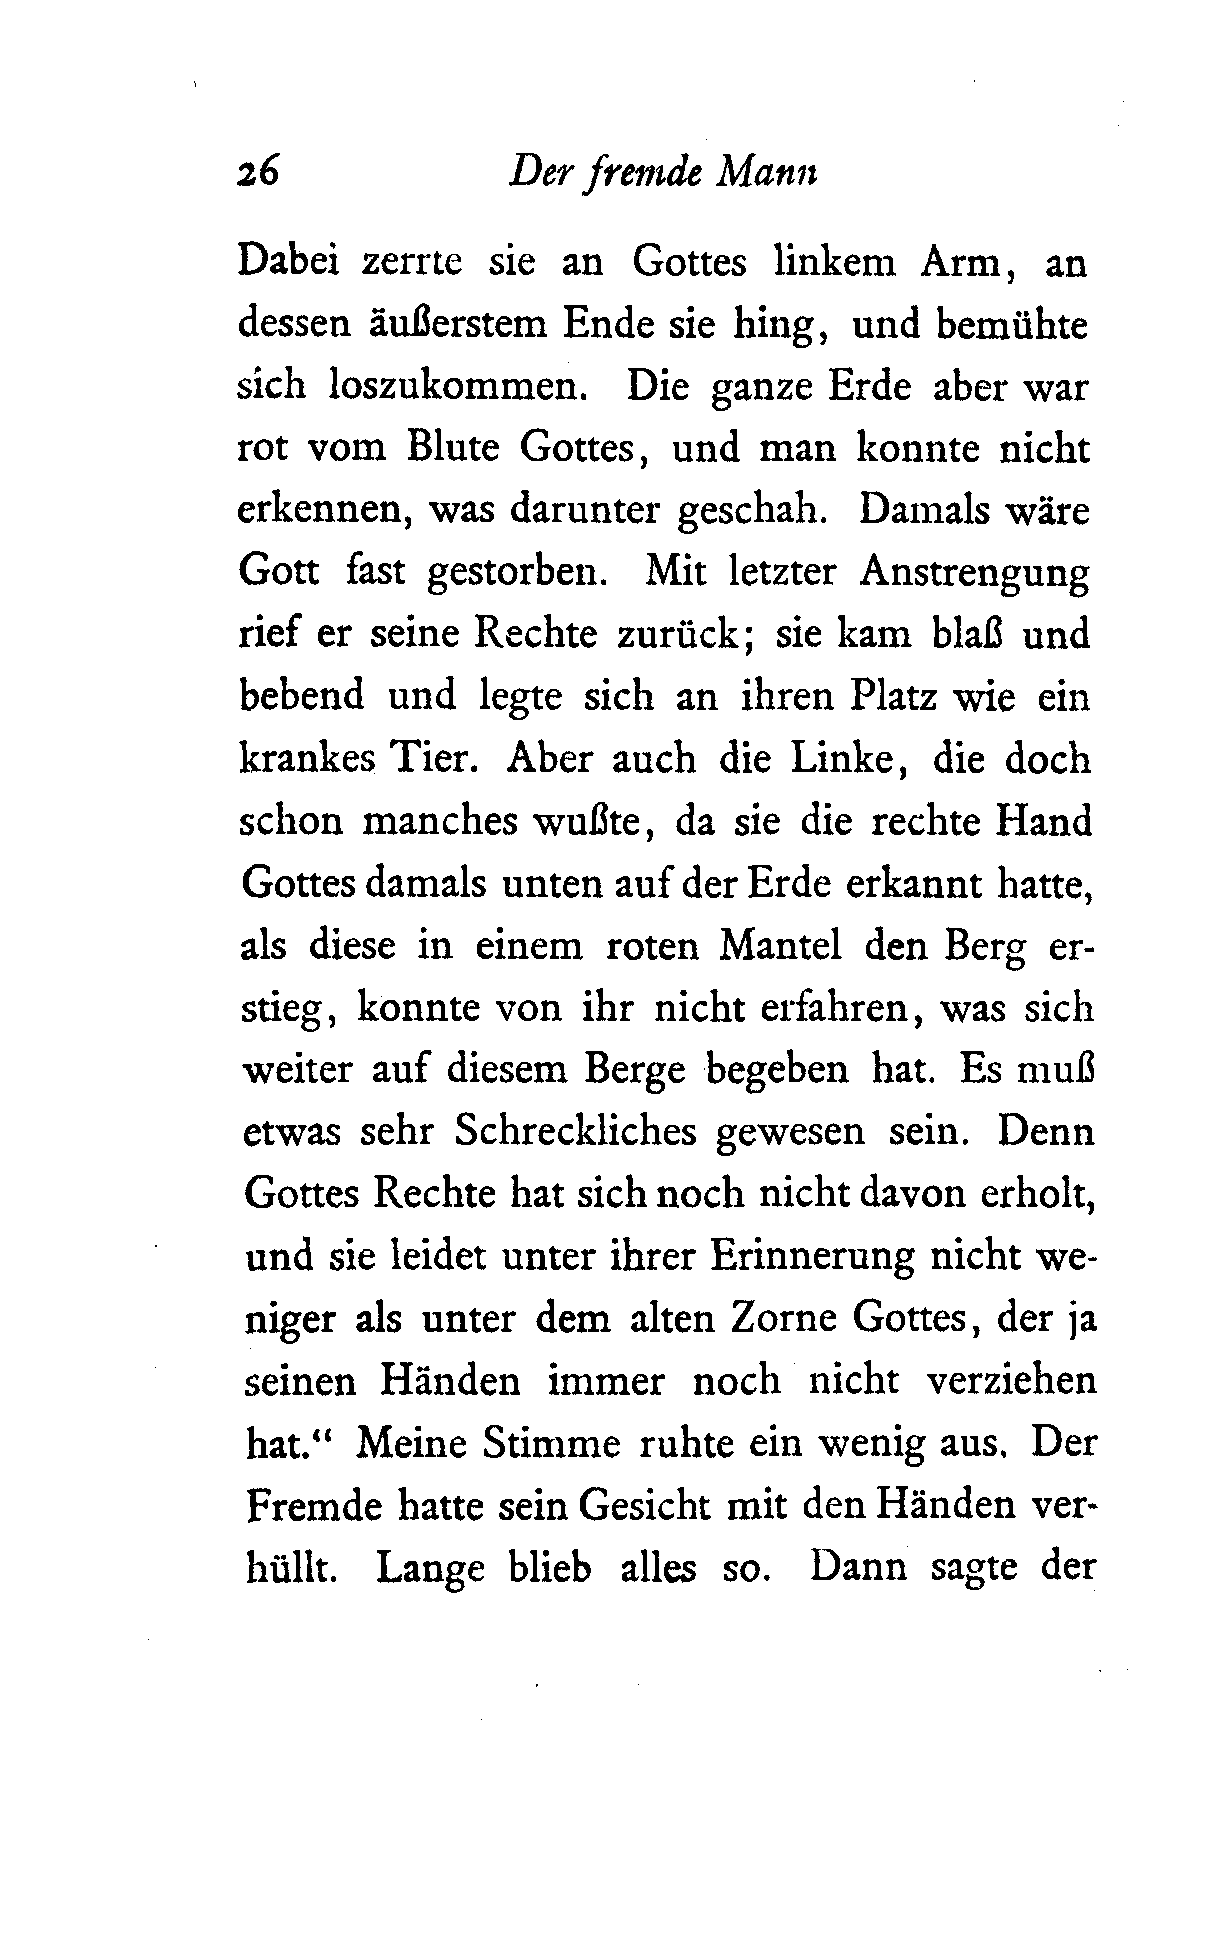 26 Der fremde Mann
Dabei zerrte sie an Gottes linkem Arm, an
dessen äußerstem Ende sie hing, und bemühte
sich loszukommen. Die ganze Erde aber war
rot vom Blute Gottes, und man konnte nicht
erkennen, was darunter geschah. Damals wäre
Gott fast gestorben. Mit letzter Anstrengung
rief er seine Rechte zurück; sie kam blaß und
bebend und legte sich an ihren Platz wie ein
krankes Tier. Aber auch die Linke, die doch
schon manches wußte, da sie die rechte Hand
Gottes damals unten auf der Erde erkannt hatte,
als diese in einem roten Mantel den Berg er-
stieg, konnte von ihr nicht erfahren, was sich
weiter auf diesem Berge begeben hat. Es muß
etwas sehr Schreckliches gewesen sein. Denn
Gottes Rechte hat sich noch nicht davon erholt,
und sie leidet unter ihrer Erinnerung nicht we-
niger als unter dem alten Zorne Gottes, der ja
seinen Händen immer noch nicht verziehen
hat.“ Meine Stimme ruhte ein wenig aus. Der
Fremde hatte sein Gesicht mit den Händen ver-
hüllt. Lange blieb alles so. Dann sagte der